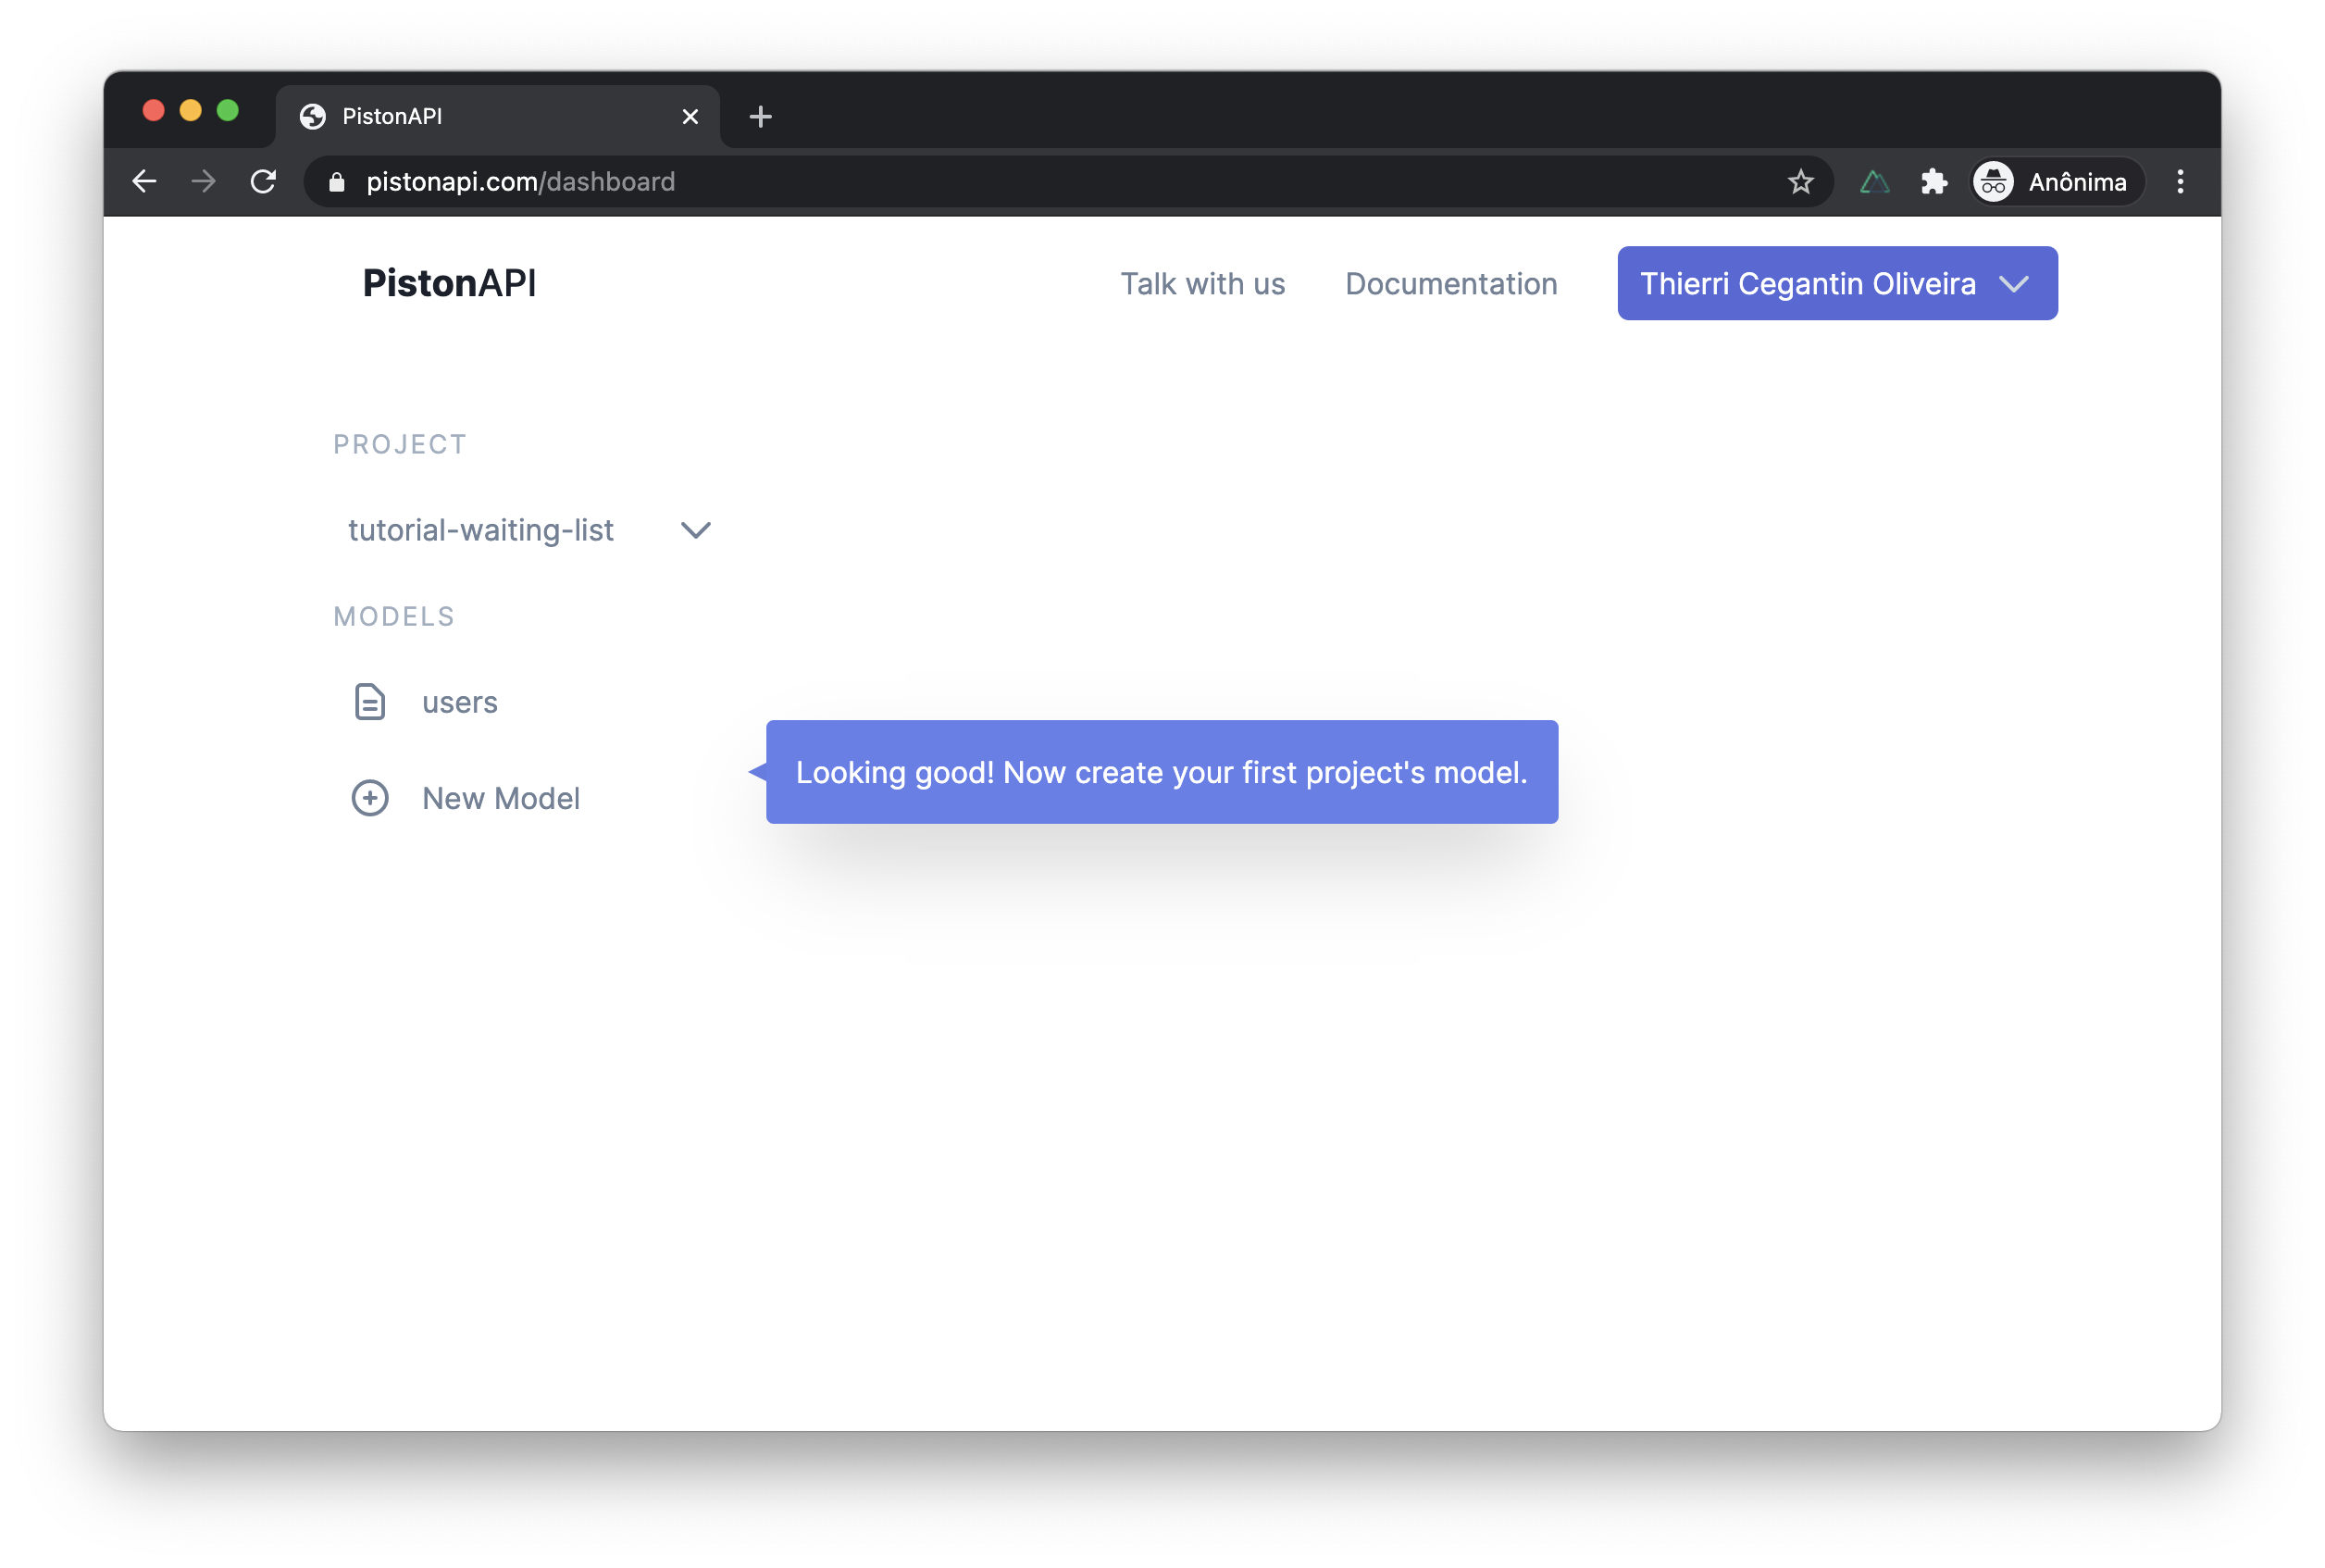 PistonAPI
pistonapi.com/dashboard
Anônima
PistonAPI
Talk with us
Documentation
Thierri Cegantin Oliveira
PROJECT
tutorial-waiting-list
MODELS
users
Looking good! Now create your first project's model.
New Model